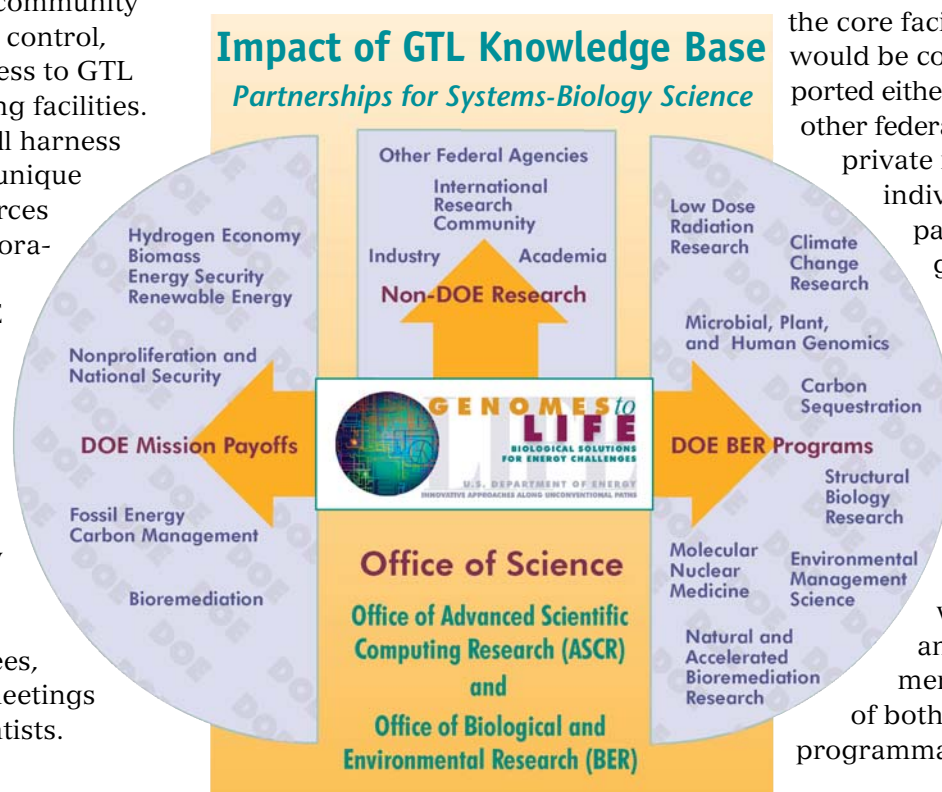 community
control,
ess to GTL
ng facilities.
ll harness
unique
rces
ora-
ees,
eetings
tists.
Impact of GTL Knowledge Base
Partnerships for Systems-Biology Science
Hydrogen Economy
Biomass
Energy Security
Renewable Energy
Nonproliferation and
National Security
DOE Mission Payoffs
Fossil Energy
Carbon Management
Bioremediation
Other Federal Agencies
International
Research
Community
Industry
Academia
Non-DOE Research
GENOMES to
LIFE
BIOLOGICAL SOLUTIONS
FOR ENERGY CHALLENGES
U.S. DEPARTMENT OF ENERGY
INNOVATIVE APPROACHES ALONG UNCONVENTIONAL PATHS
Office of Science
Office of Advanced Scientific
Computing Research (ASCR)
and
Office of Biological and
Environmental Research (BER)
Low Dose
Radiation
Research
Climate
Change
Research
Microbial, Plant,
and Human Genomics
Carbon
Sequestration
DOE BER Programs
Structural
Biology
Research
Molecular
Nuclear
Medicine
Environmental
Management
Science
Natural and
Accelerated
Bioremediation
Research
the core facil
would be co
ported eithe
other federa
private
indiv
pa
g
an
men
of both
programma